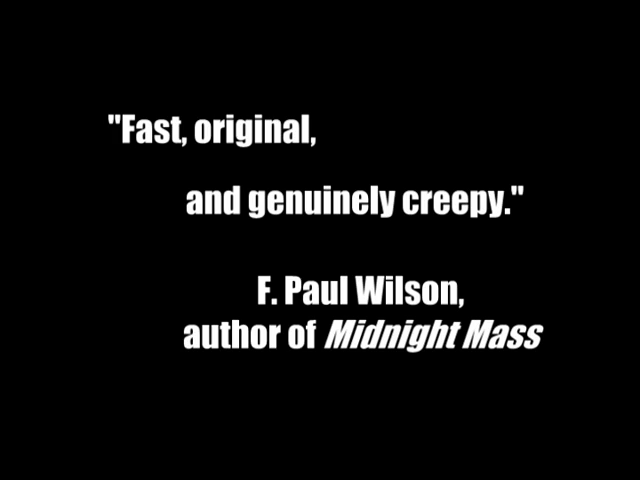 "Fast, original,
and genuinely creepy."
F. Paul Wilson,
author of Midnight Mass